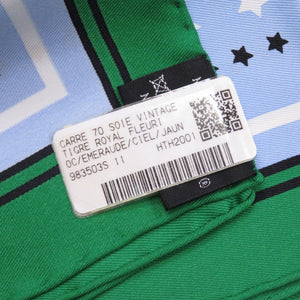 CARRE 70 SOIE VINTAGE
TIGRE ROYAL FLEURI
OC/EMERAUDE/CIEL/JAUN
HTH2001
983503S 11